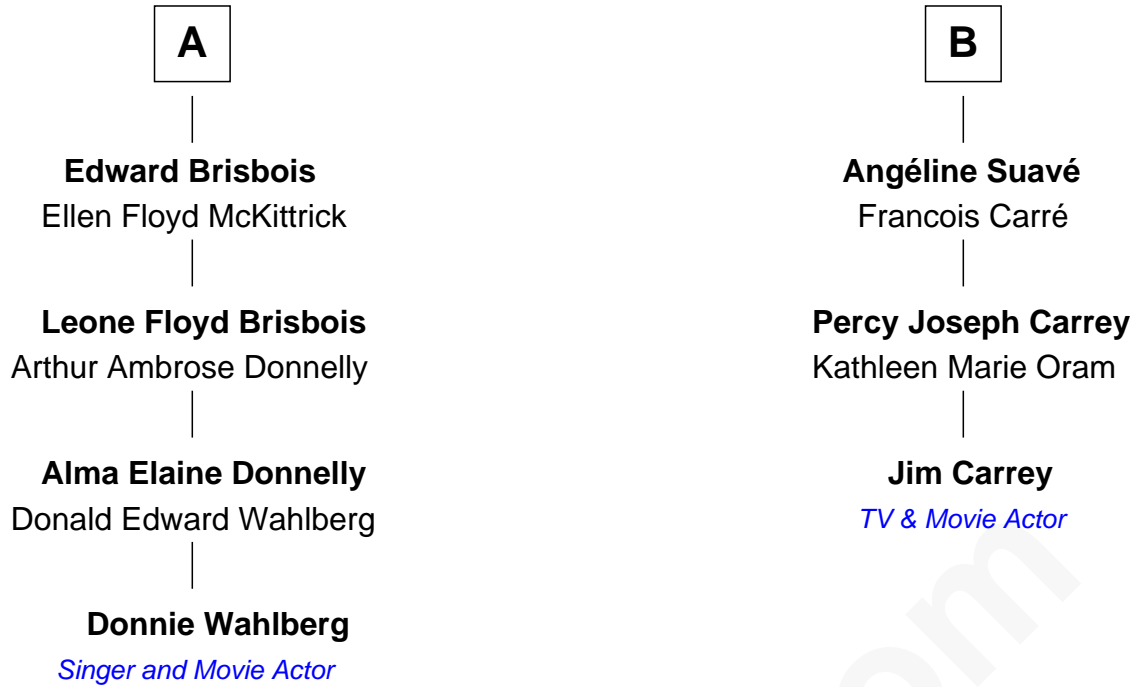 A
Edward Brisbois
Ellen Floyd McKittrick
Leone Floyd Brisbois
Arthur Ambrose Donnelly
Alma Elaine Donnelly
Donald Edward Wahlberg
Donnie Wahlberg
Singer and Movie Actor
B
Angéline Suavé
Francois Carré
Percy Joseph Carrey
Kathleen Marie Oram
Jim Carrey
TV & Movie Actor
om